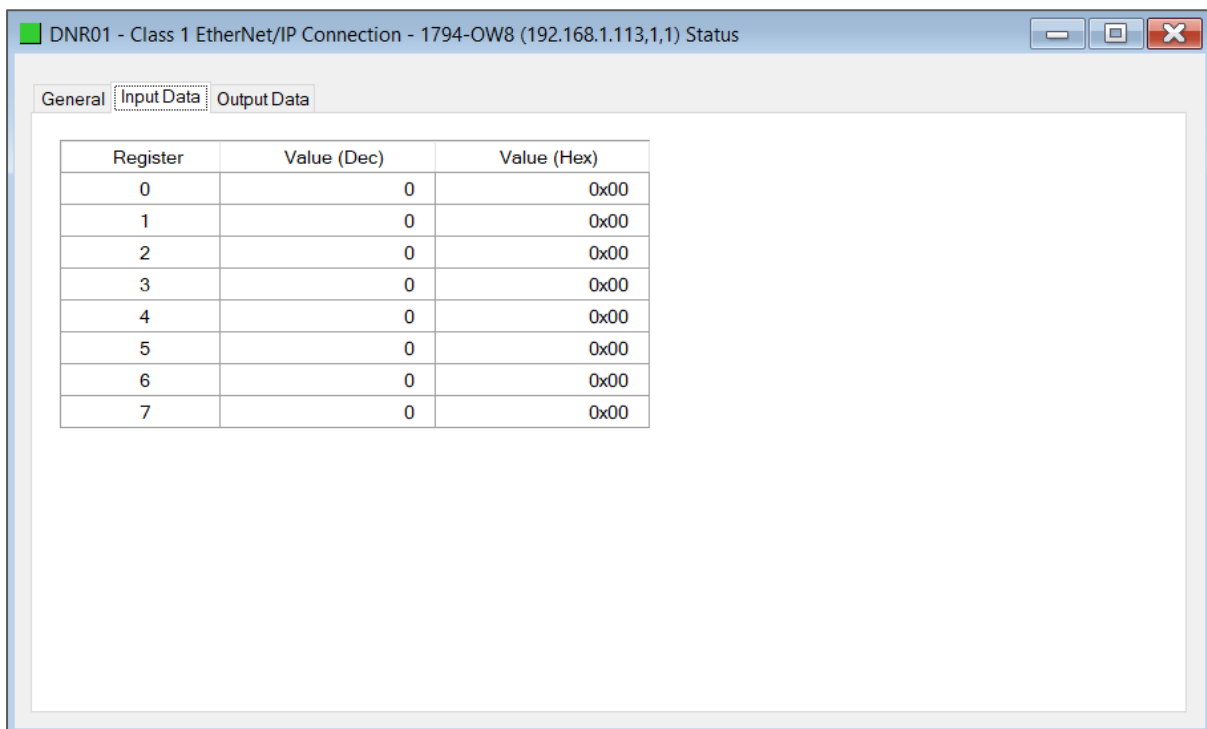 DNR01 - Class 1 EtherNet/IP Connection - 1794-OW8 (192.168.1.113,1,1) Status
General Input Data Output Data
Register Value (Dec) Value (Hex)
0 0 0x00
1 0 0x00
2 0 0x00
3 0 0x00
4 0 0x00
5 0 0x00
6 0 0x00
7 0 0x00